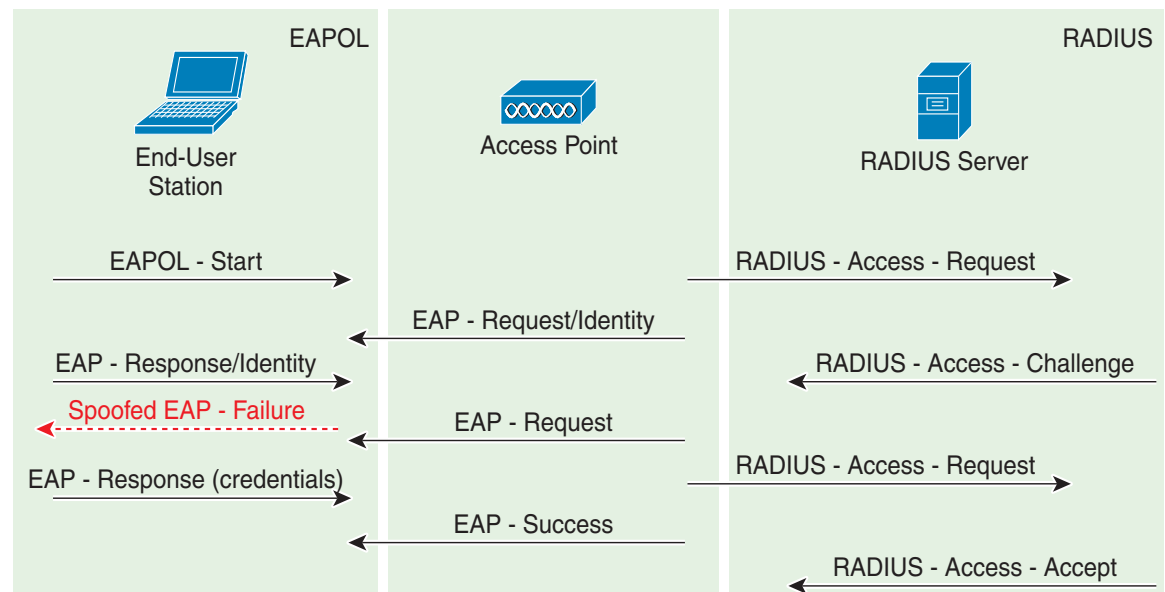 EAPOL
RADIUS
End-User
Station
Access Point
RADIUS Server
EAPOL - Start
RADIUS - Access - Request
EAP - Request/Identity
EAP - Response/Identity
RADIUS - Access - Challenge
Spoofed EAP - Failure
EAP - Request
EAP - Response (credentials)
RADIUS - Access - Request
EAP - Success
RADIUS - Access - Accept